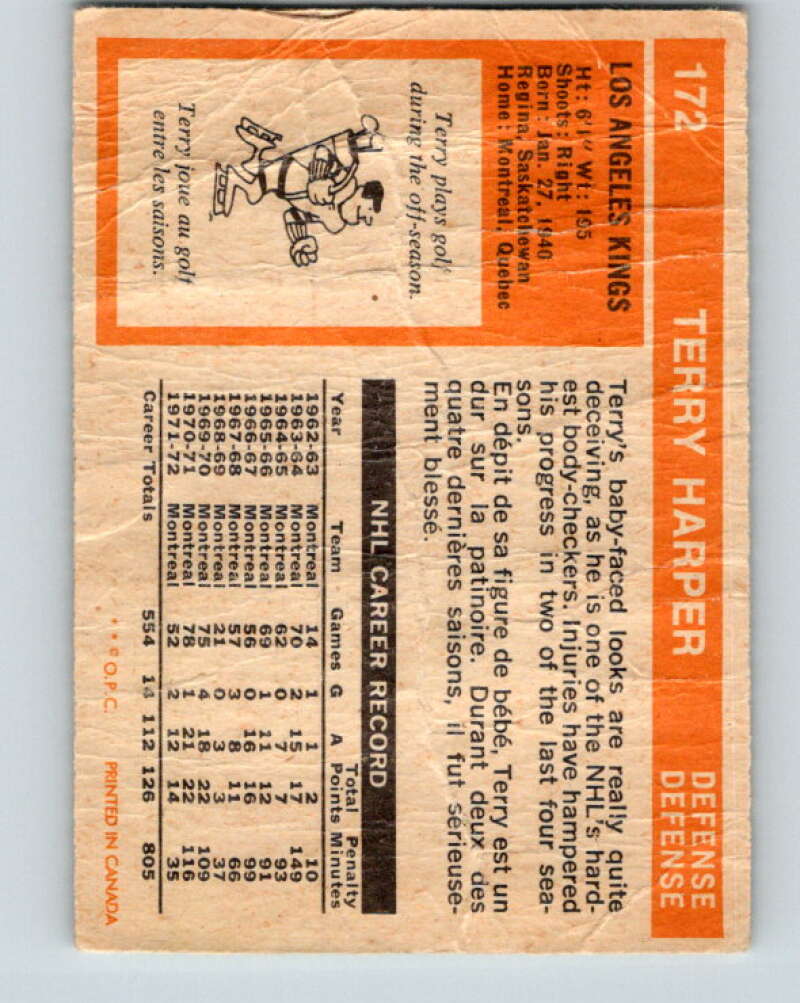 172 TERRY HARPER DEFENSE
DEFENSE
LOS ANGELES KINGS
Ht: 6'1" Wt: 195
Shoots: Right
Born: Jan. 27, 1940
Regina, Saskatchewan
Home: Montreal, Quebec
Terry plays golf
during the off-season.
Terry joue au golf
entre les saisons.
Terry's baby-faced looks are really quite
deceiving, as he is one of the NHL's hard-
est body-checkers. Injuries have hampered
his progress in two of the last four sea-
sons.
En dépit de sa figure de bébé, Terry est un
dur sur la patinoire. Durant deux des
quatre dernières saisons, il fut sérieuse-
ment blessé.
NHL CAREER RECORD
Total Penalty
Year Team Games G A Points Minutes
1962-63 Montreal 14 1 1 2 10
1963-64 Montreal 70 2 15 17 149
1964-65 Montreal 62 0 7 7 93
1965-66 Montreal 69 1 11 12 91
1966-67 Montreal 56 0 16 16 99
1967-68 Montreal 57 3 8 11 66
1968-69 Montreal 21 0 3 3 37
1969-70 Montreal 75 4 18 22 109
1970-71 Montreal 78 1 21 22 116
1971-72 Montreal 52 2 12 14 35
Career Totals 554 14 112 126 805
* * © O.P.C. PRINTED IN CANADA